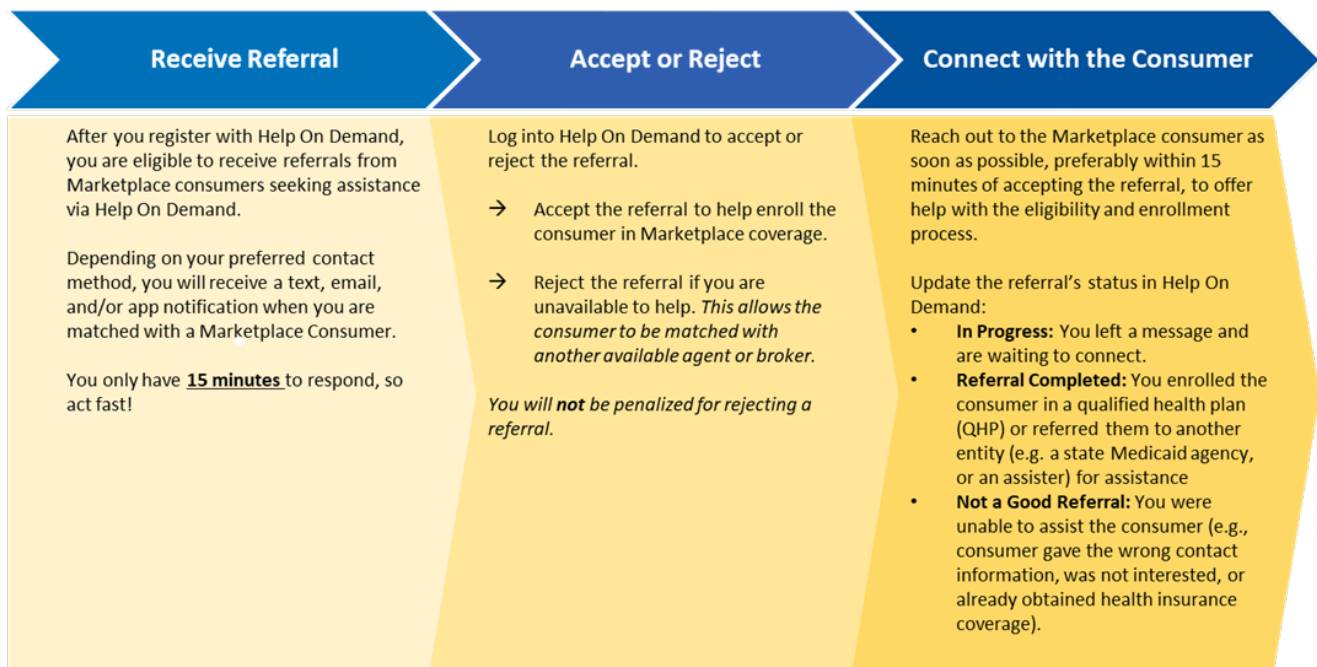 Receive Referral
After you register with Help On Demand,
you are eligible to receive referrals from
Marketplace consumers seeking assistance
via Help On Demand.
Depending on your preferred contact
method, you will receive a text, email,
and/or app notification when you are
matched with a Marketplace Consumer.
You only have 15 minutes to respond, so
act fast!
Accept or Reject
Log into Help On Demand to accept or
reject the referral.
→ Accept the referral to help enroll the
consumer in Marketplace coverage.
→ Reject the referral if you are
unavailable to help. This allows the
consumer to be matched with
another available agent or broker.
You will not be penalized for rejecting a
referral.
Connect with the Consumer
Reach out to the Marketplace consumer as
soon as possible, preferably within 15
minutes of accepting the referral, to offer
help with the eligibility and enrollment
process.
Update the referral's status in Help On
Demand:
• In Progress: You left a message and
are waiting to connect.
• Referral Completed: You enrolled the
consumer in a qualified health plan
(QHP) or referred them to another
entity (e.g. a state Medicaid agency,
or an assister) for assistance
• Not a Good Referral: You were
unable to assist the consumer (e.g.,
consumer gave the wrong contact
information, was not interested, or
already obtained health insurance
coverage).